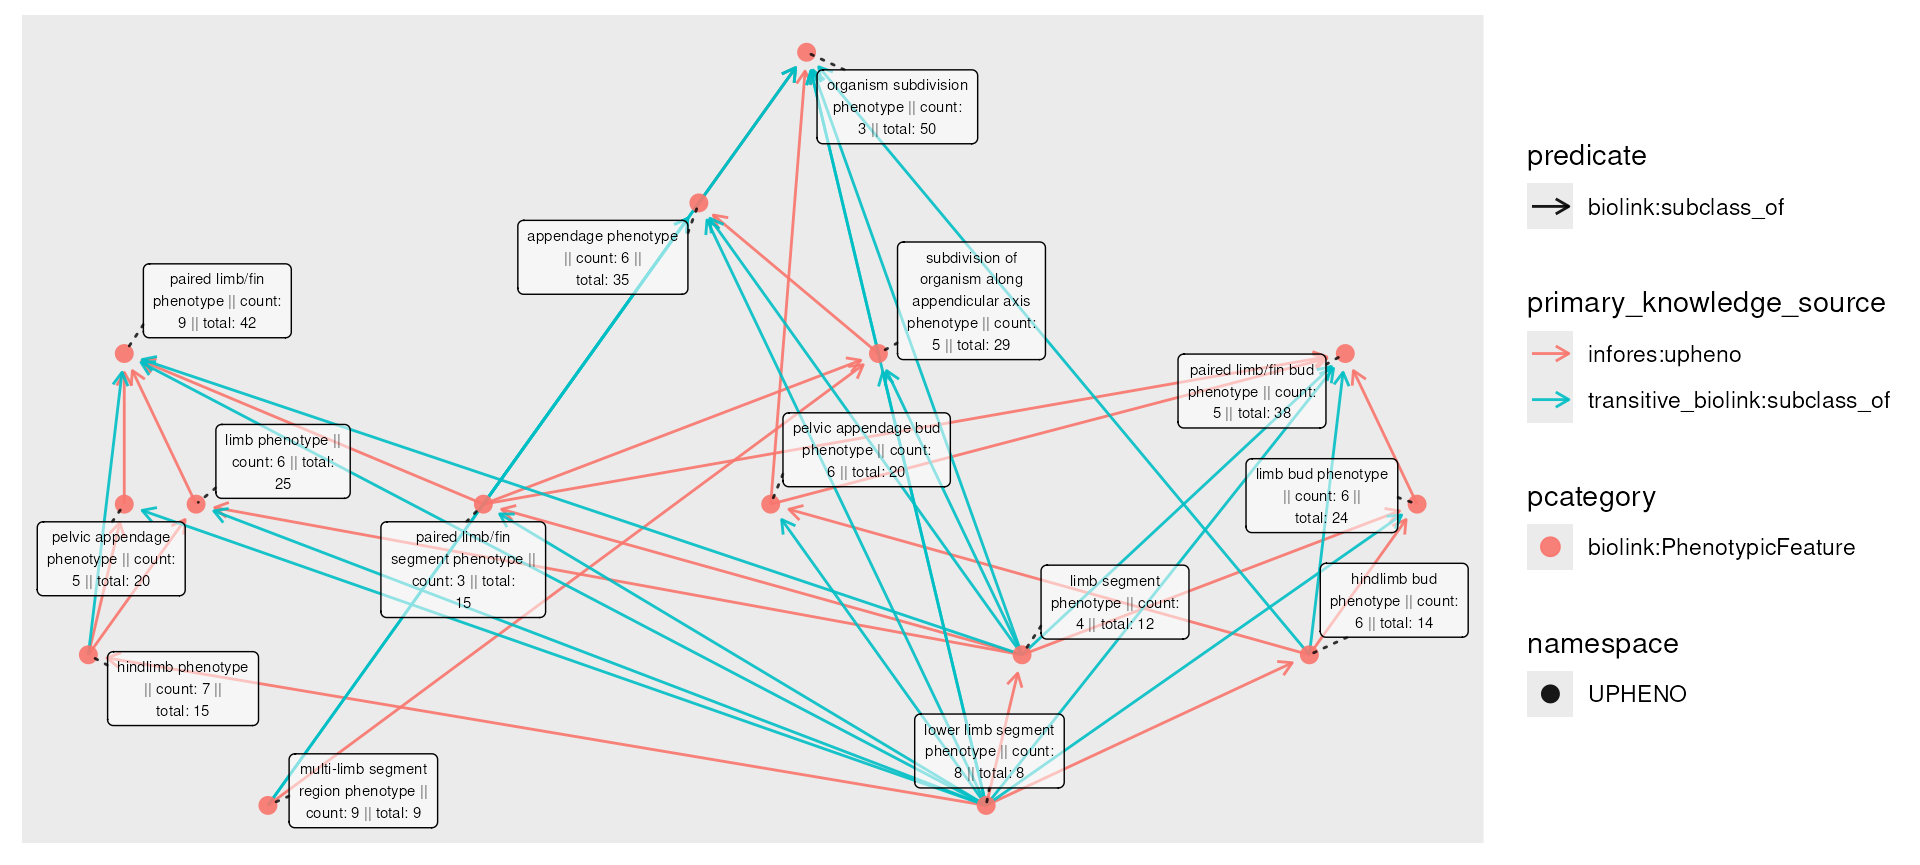 organism subdivision
phenotype || count:
3 || total: 50
appendage phenotype
|| count: 6 ||
total: 35
subdivision of
organism along
appendicular axis
phenotype || count:
5 || total: 29
paired limb/fin
phenotype || count:
9 || total: 42
paired limb/fin bud
phenotype || count:
5 || total: 38
limb phenotype ||
count: 6 || total:
25
pelvic appendage bud
phenotype || count:
6 || total: 20
limb bud phenotype
|| count: 6 ||
total: 24
pelvic appendage
phenotype || count:
5 || total: 20
paired limb/fin
segment phenotype ||
count: 3 || total:
15
limb segment
phenotype || count:
4 || total: 12
hindlimb bud
phenotype || count:
6 || total: 14
hindlimb phenotype
|| count: 7 ||
total: 15
lower limb segment
phenotype || count:
8 || total: 8
multi-limb segment
region phenotype ||
count: 9 || total: 9
predicate
biolink:subclass_of
primary_knowledge_source
infores:upheno
transitive_biolink:subclass_of
pcategory
biolink:PhenotypicFeature
namespace
UPHENO